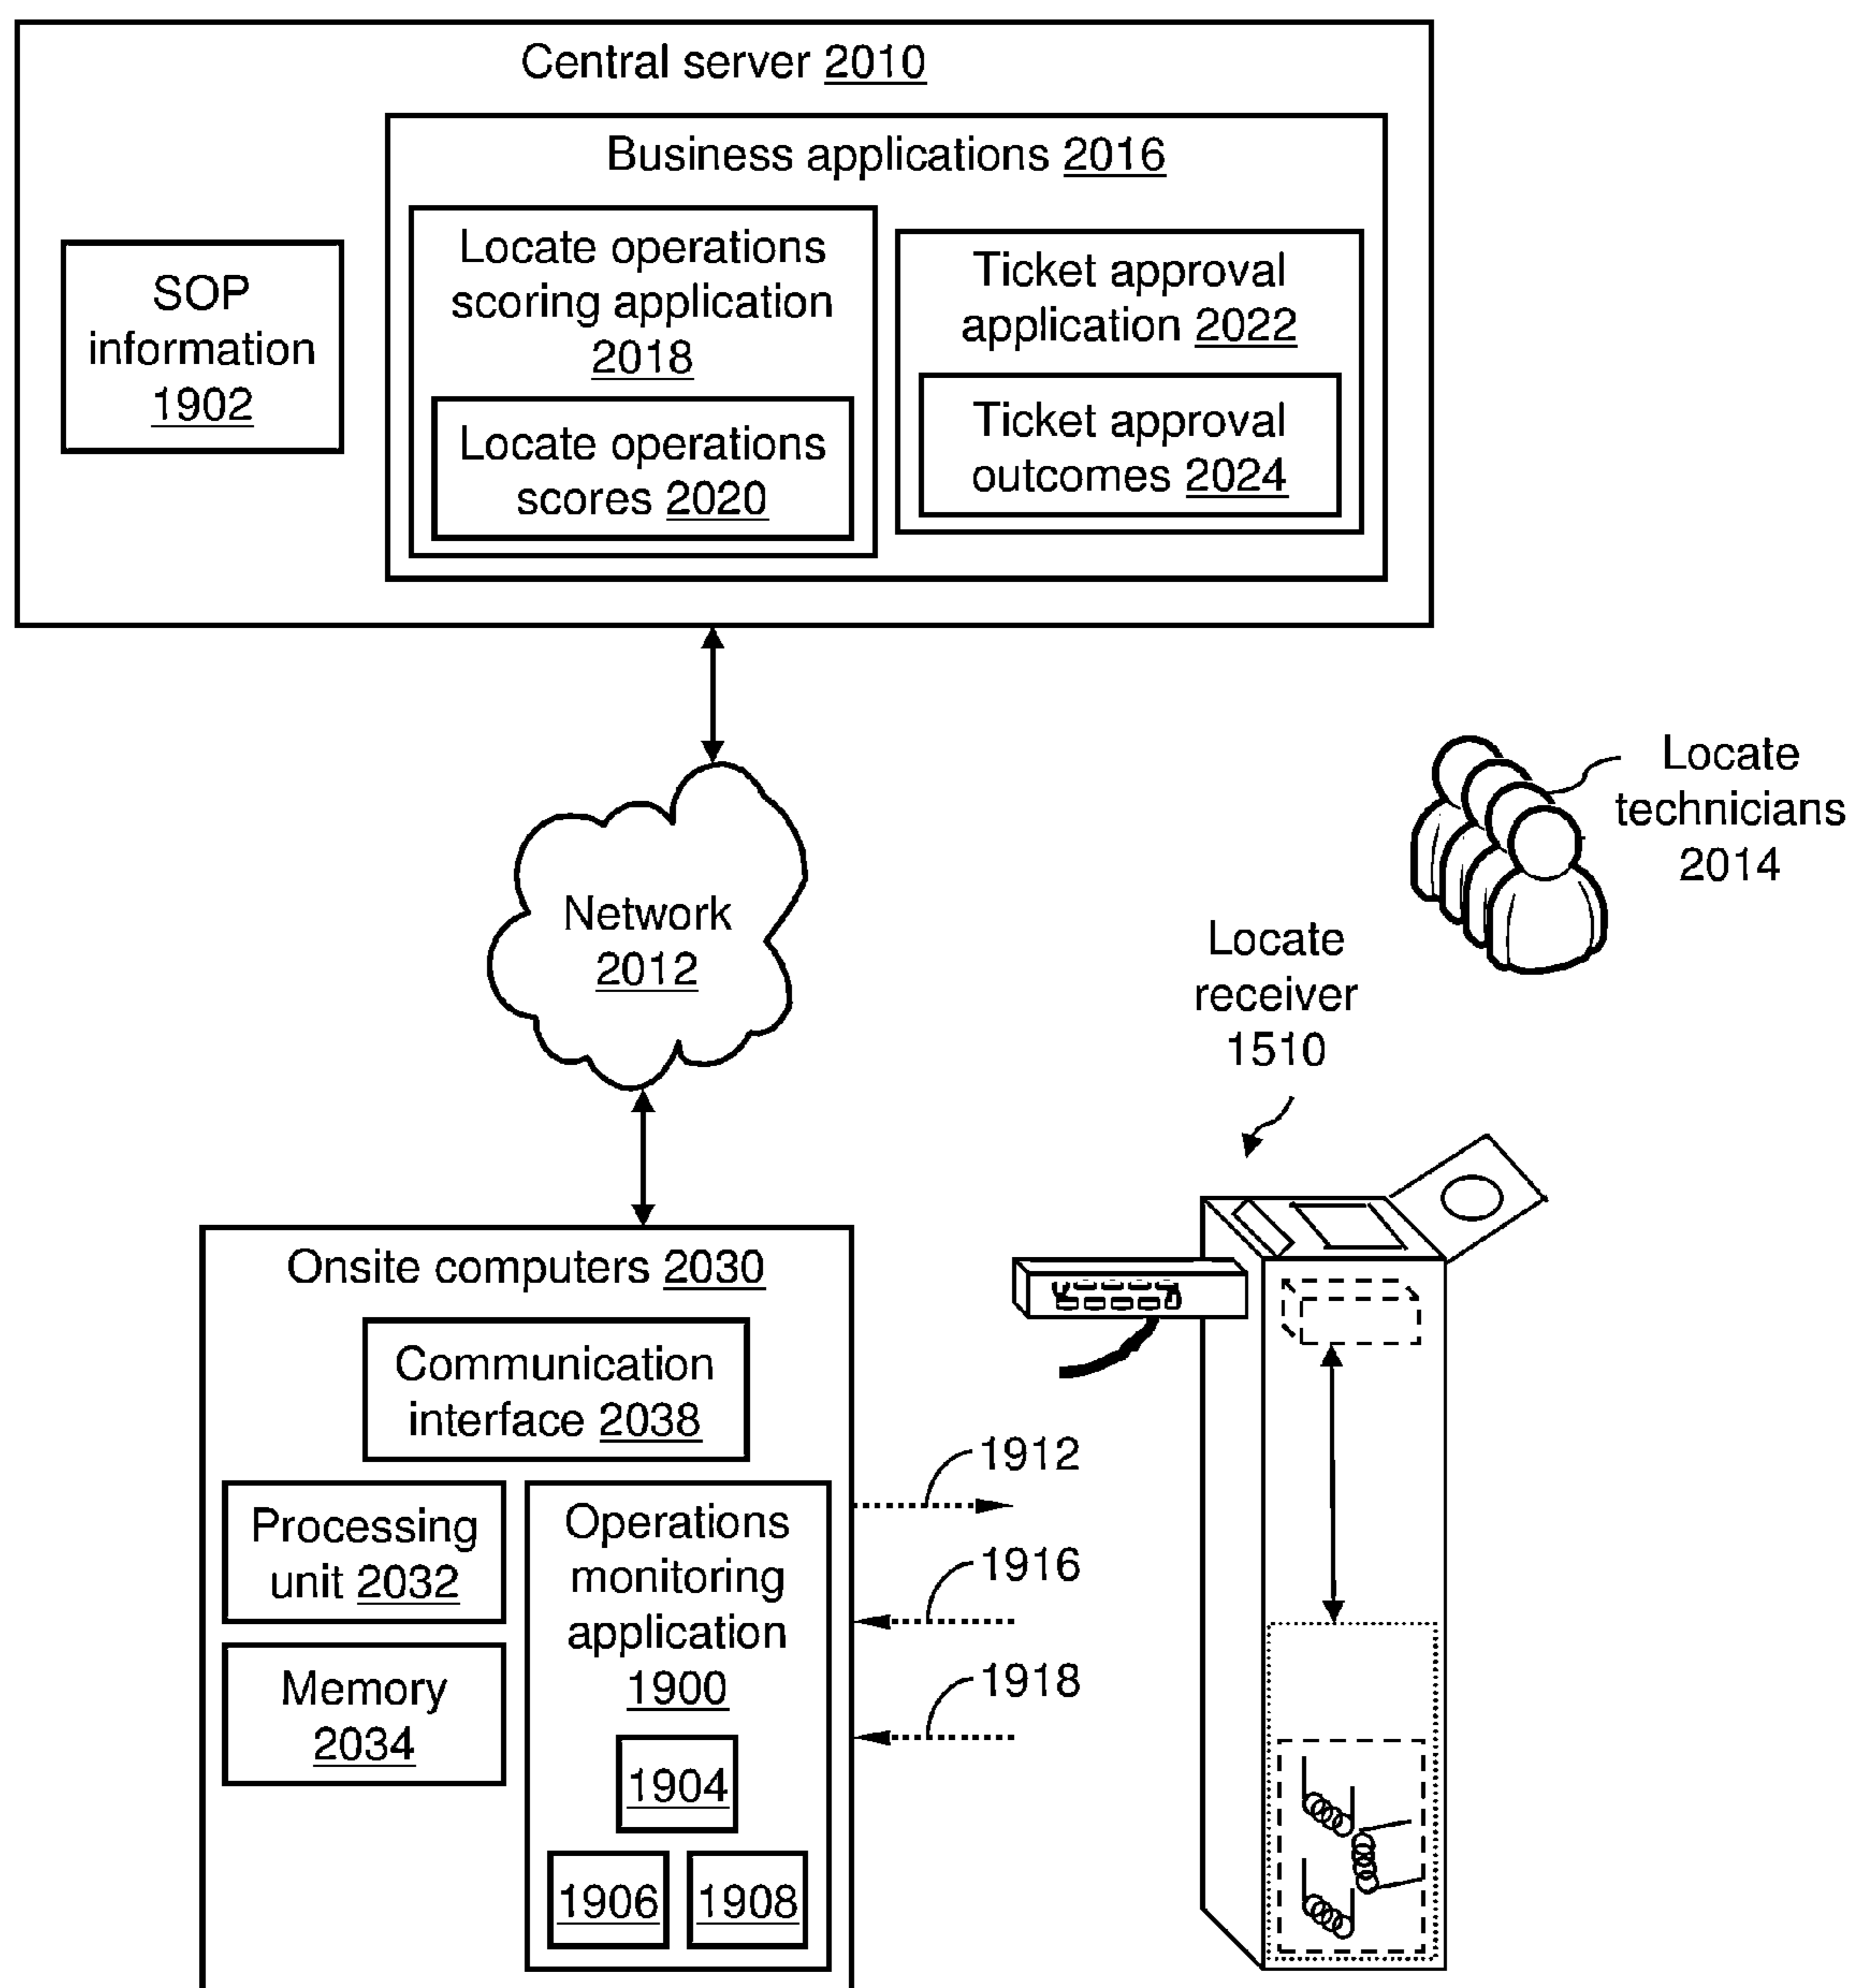 Central server 2010
Business applications 2016
SOP
information
1902
Locate operations
scoring application
2018
Locate operations
scores 2020
Ticket approval
application 2022
Ticket approval
outcomes 2024
Locate
technicians
2014
Network
2012
Locate
receiver
1510
Onsite computers 2030
Communication
interface 2038
Processing
unit 2032
Memory
2034
Operations
monitoring
application
1900
1904
1906
1908
1912
1916
1918